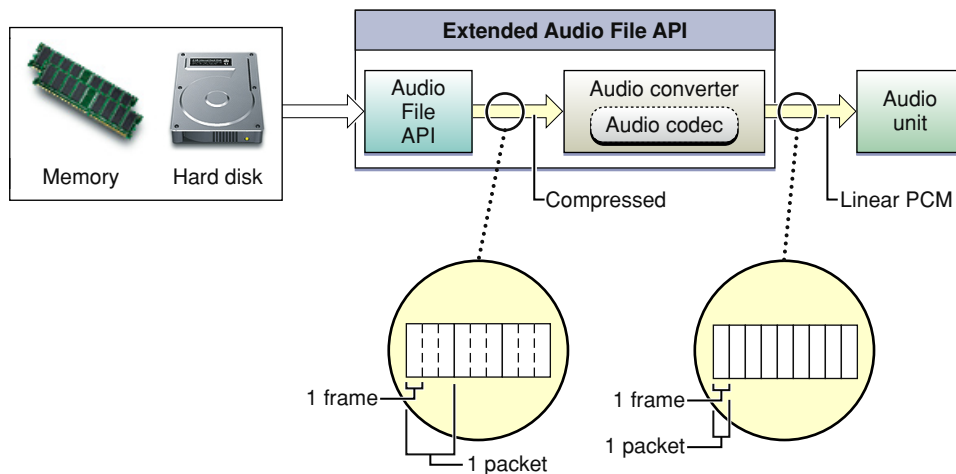 Extended Audio File API
Memory
Hard disk
Audio
File
API
Audio converter
Audio codec
Audio
unit
Compressed
Linear PCM
1 frame
1 packet
1 frame
1 packet